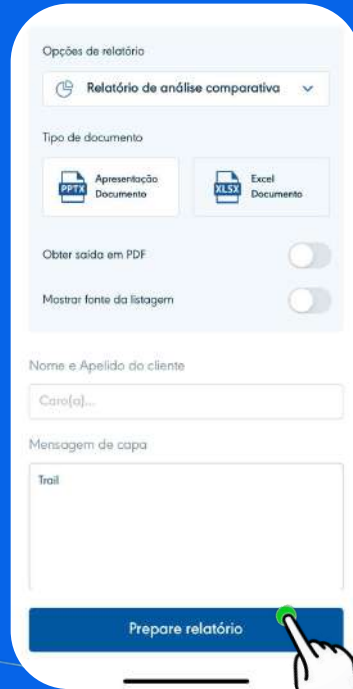 Opções de relatório
Relatório de análise comparativa
Tipo de documento
PPTX
Apresentação
Documento
XLSX
Excel
Documento
Obter saída em PDF
Mostrar fonte da listagem
Nome e Apelido do cliente
Caro(a)...
Mensagem de capa
Trail
Prepare relatório